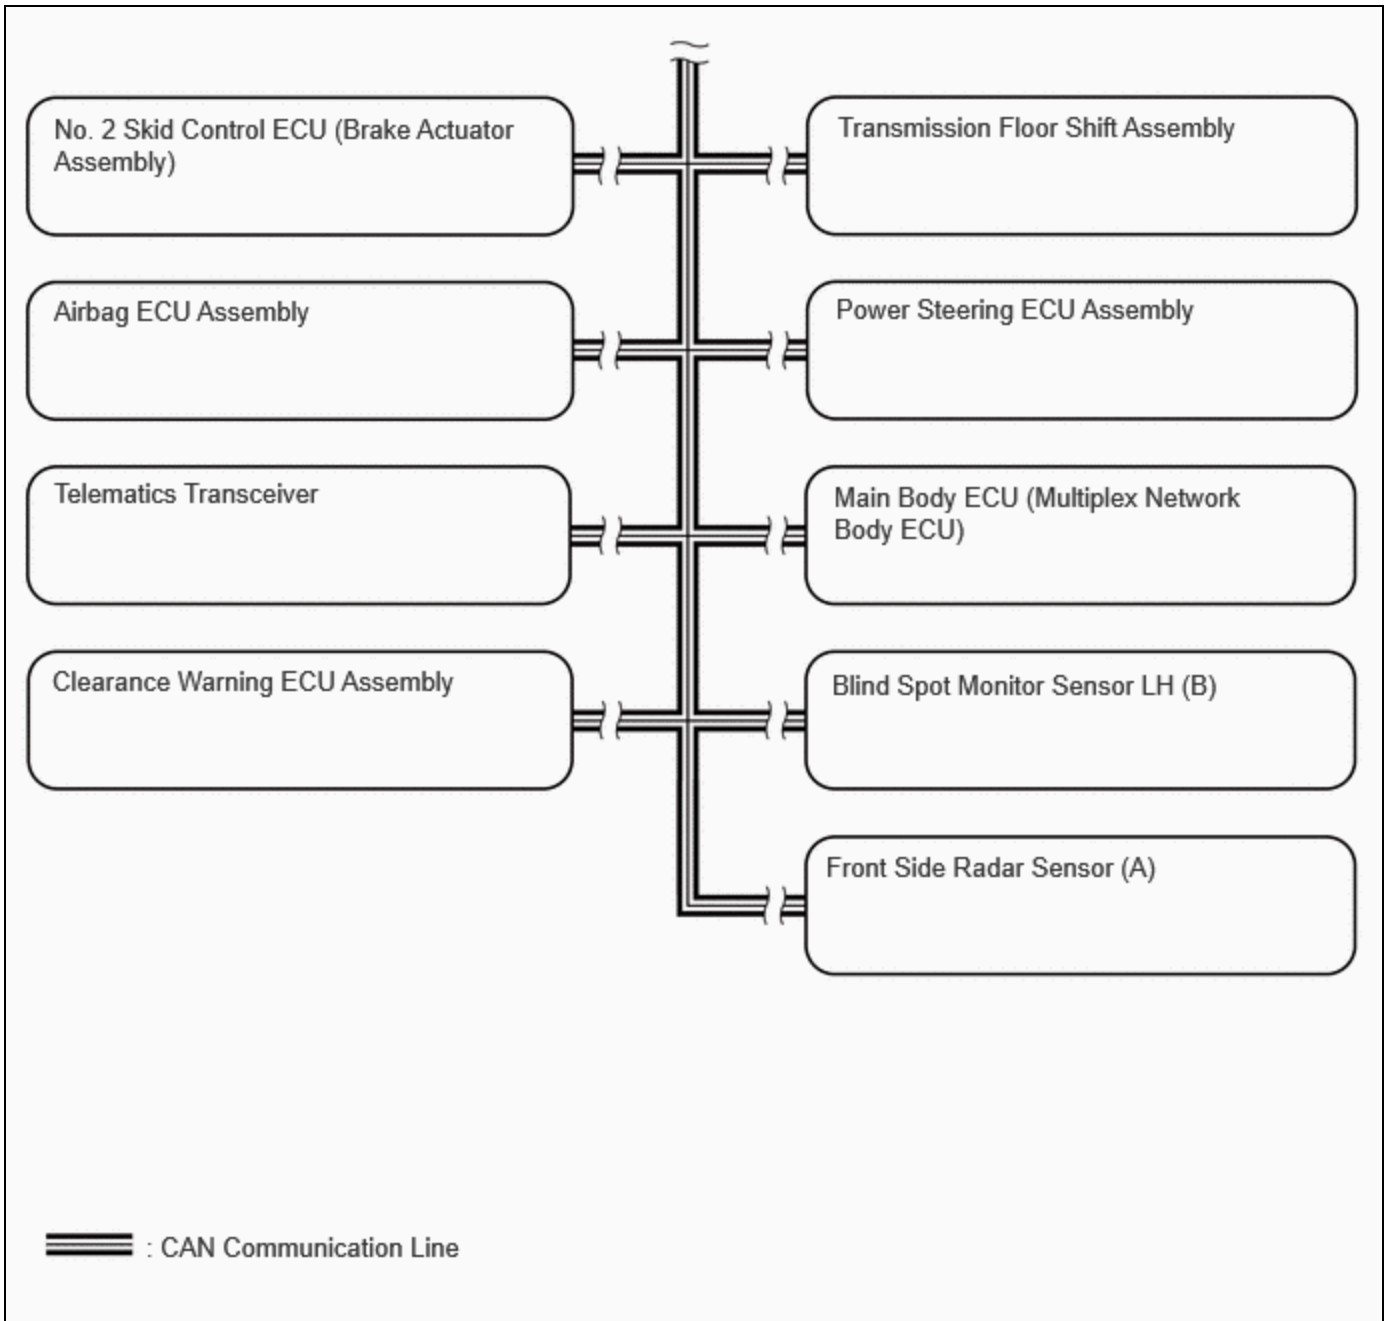 No. 2 Skid Control ECU (Brake Actuator
Assembly)
Transmission Floor Shift Assembly
Airbag ECU Assembly
Power Steering ECU Assembly
Telematics Transceiver
Main Body ECU (Multiplex Network
Body ECU)
Clearance Warning ECU Assembly
Blind Spot Monitor Sensor LH (B)
Front Side Radar Sensor (A)
: CAN Communication Line